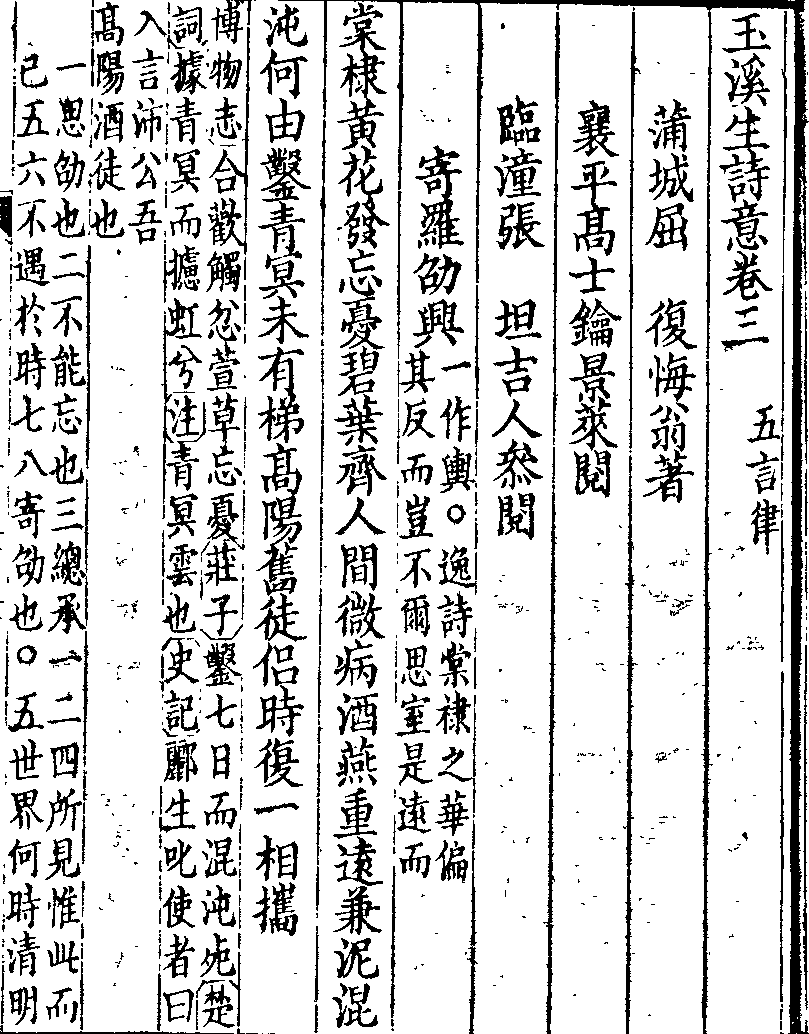 玉溪生詩意卷三
五言律
蒲城屈　復悔翁著
襄平高士鑰景萊閱
臨潼張　坦吉人叅閱
寄羅劭興
一作輿○逸詩棠棣之華偏
其反而豈不爾思室是遠而
棠棣黃花發忘憂碧葉齊人間微病酒燕重遠兼泥混
沌何由鑿青冥未有梯高陽舊徒侣時復一相攜
博物志合歡觸忿萱草忘憂莊子鑿七日而混沌死楚
詞據青冥而攄虹兮注青冥雲也史記酈生叱使者曰
入言沛公吾
高陽酒徒也
一思劭也二不能忘也三總承一二四所見惟此而
已五六不遇於時七八寄劭也○五世界何時清明